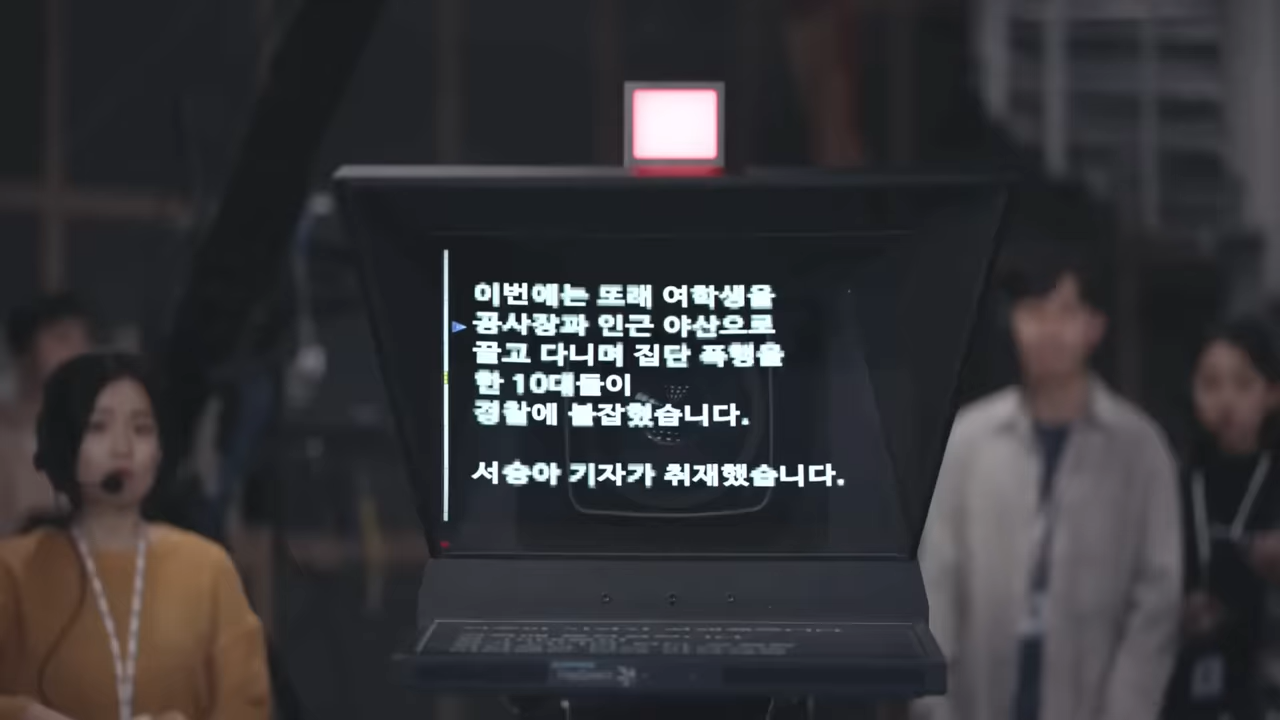 이번에는 또래 여학생을
공사장과 인근 야산으로
끌고 다니며 집단 폭행을
한 10대들이
경찰에 붙잡혔습니다.
서승아 기자가 취재했습니다.